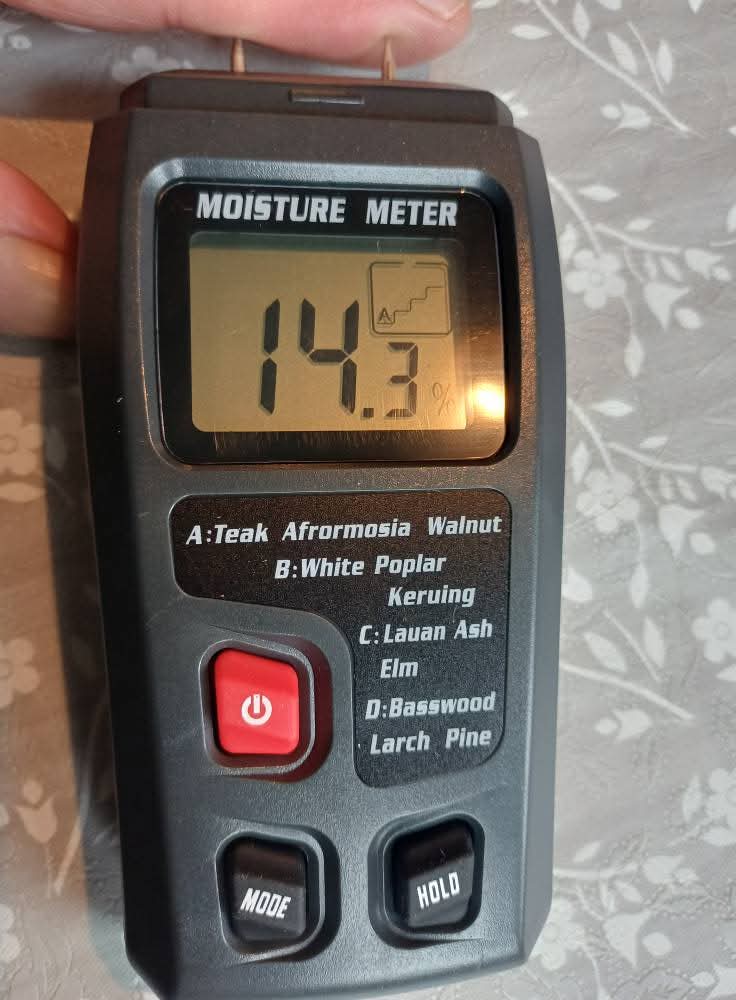 MOISTURE METER
A
14.3 %
A:Teak Afrormosia Walnut
B:White Poplar
Keruing
C:Lauan Ash
Elm
D:Basswood
Larch Pine
MODE
HOLD